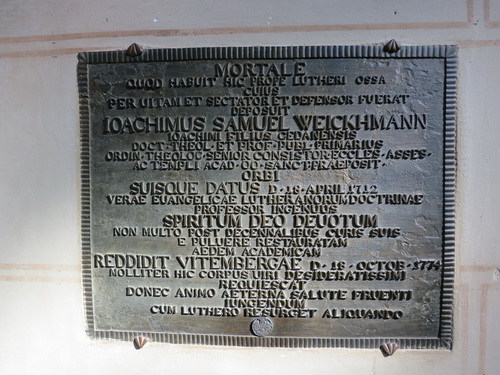 MORTALE
QUOD HABUIT HIC PROPE LUTHERI OSSA
CUIUS
PER UITAM ET SECTATOR ET DEFENSOR FUERAT
DEPOSUIT
IOACHIMUS SAMUEL WEICKHMANN
IOACHIMI FILIUS GEDANENSIS
DOCT· THEOL· ET PROF· PUBL· PRIMARIUS
ORDIN· THEOLOG· SENIOR CONSISTOR· ECCLES· ASSES·
AC TEMPLI ACAD· OD· SANCT· PRAEPOSIT·
ORBI
SUISQUE DATUS D· 18· APRIL 1712
VERAE EUANGELICAE LUTHERANORUM DOCTRINAE
PROFESSOR INGENUUS
SPIRITUM DEO DEUOTUM
NON MULTO POST DECENNALIBUS CURIS SUIS
E PULUERE RESTAURATAM
AEDEM ACADEMICAM
REDDIDIT VITEMBERGAE D· 18· OCTOB· 1774
MOLLITER HIC CORPUS UIRI DESIDERATISSIMI
REQUIESCAT
DONEC ANIMO AETERNA SALUTE FRUENTI
IUNGENDUM
CUM LUTHERO RESURGET ALIQUANDO